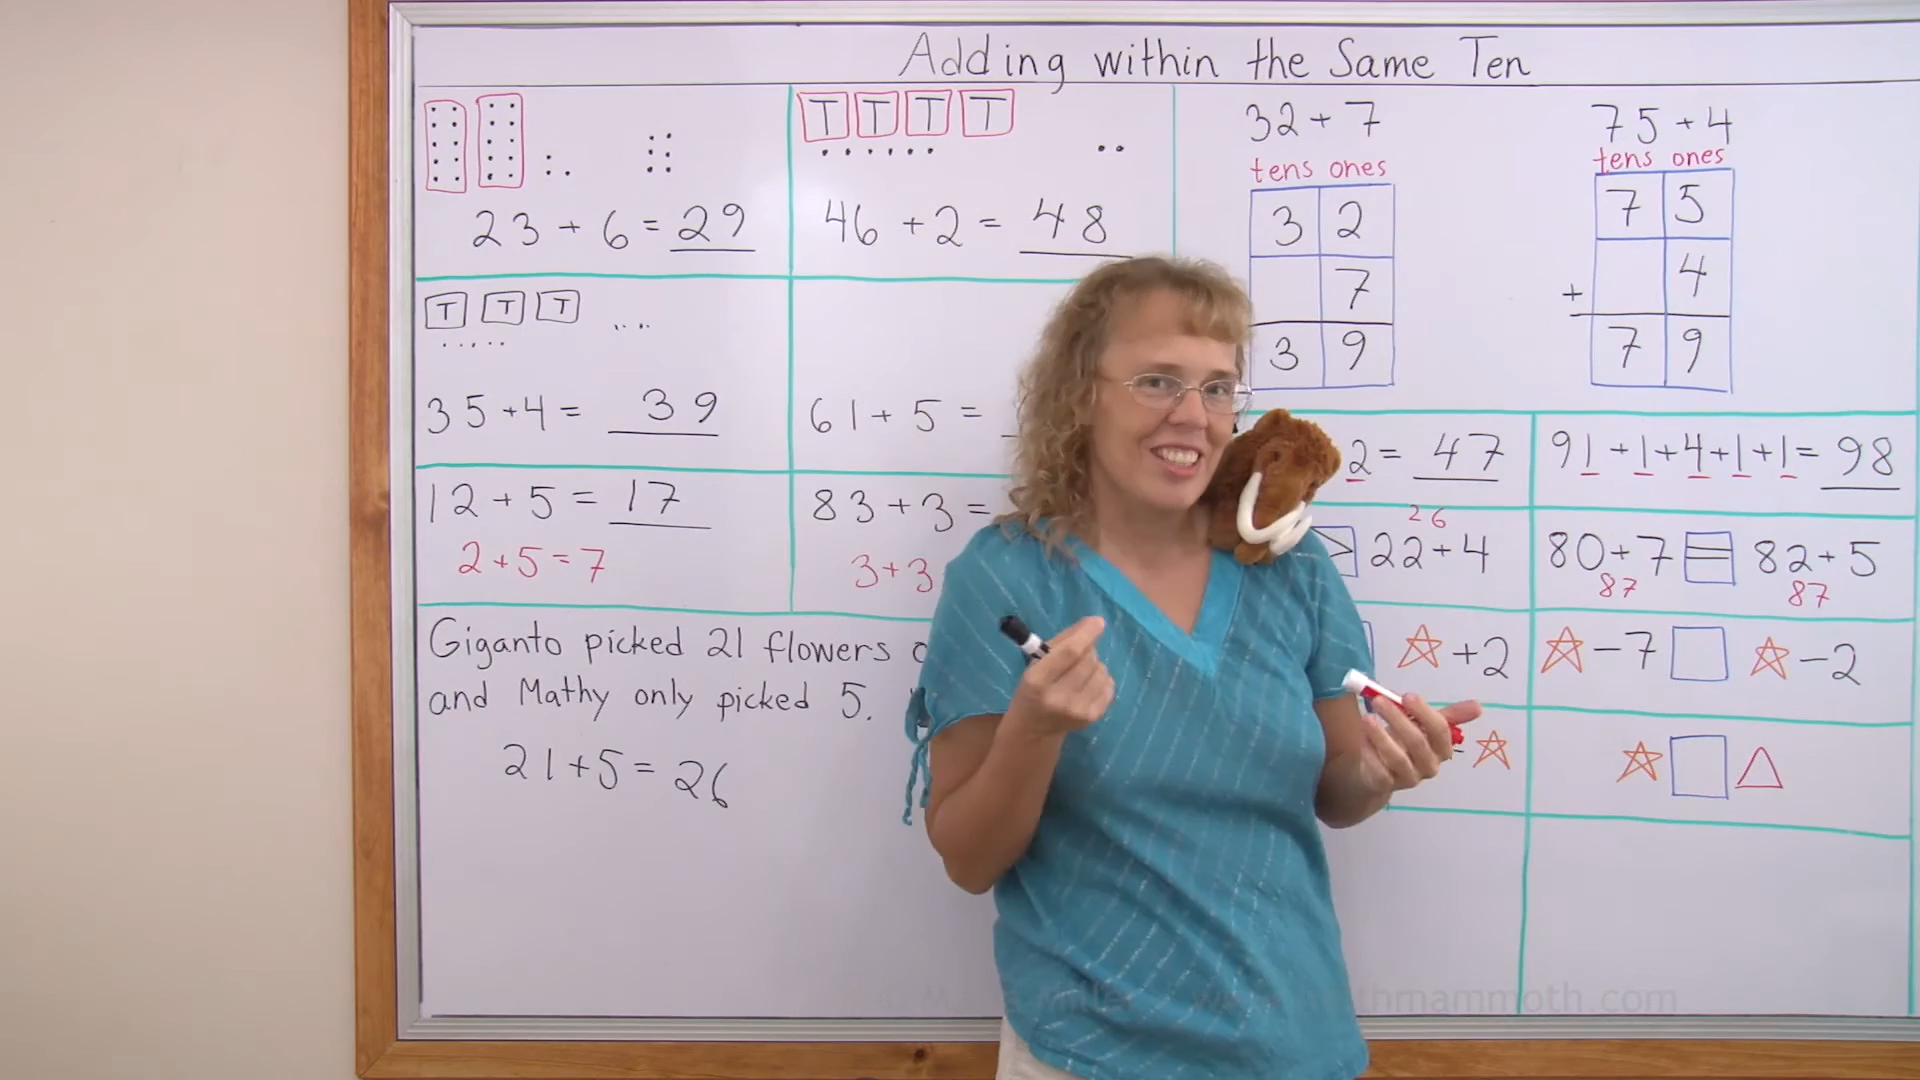 Adding within the Same Ten
23 + 6 = 29
T T T T
46 + 2 = 48
32 + 7
tens ones
3 2
7
3 9
75 + 4
tens ones
7 5
+ 4
7 9
T T T
35 + 4 = 39
61 + 5 =
2 = 47
91 + 1 + 4 + 1 + 1 = 98
12 + 5 = 17
2 + 5 = 7
83 + 3 =
3 + 3
26
> 22 + 4
80 + 7 = 82 + 5
87 87
Giganto picked 21 flowers
and Mathy only picked 5.
21 + 5 = 26
☆ + 2
☆ - 7 □ ☆ - 2
- ☆
☆ □ △
mathmammoth.com